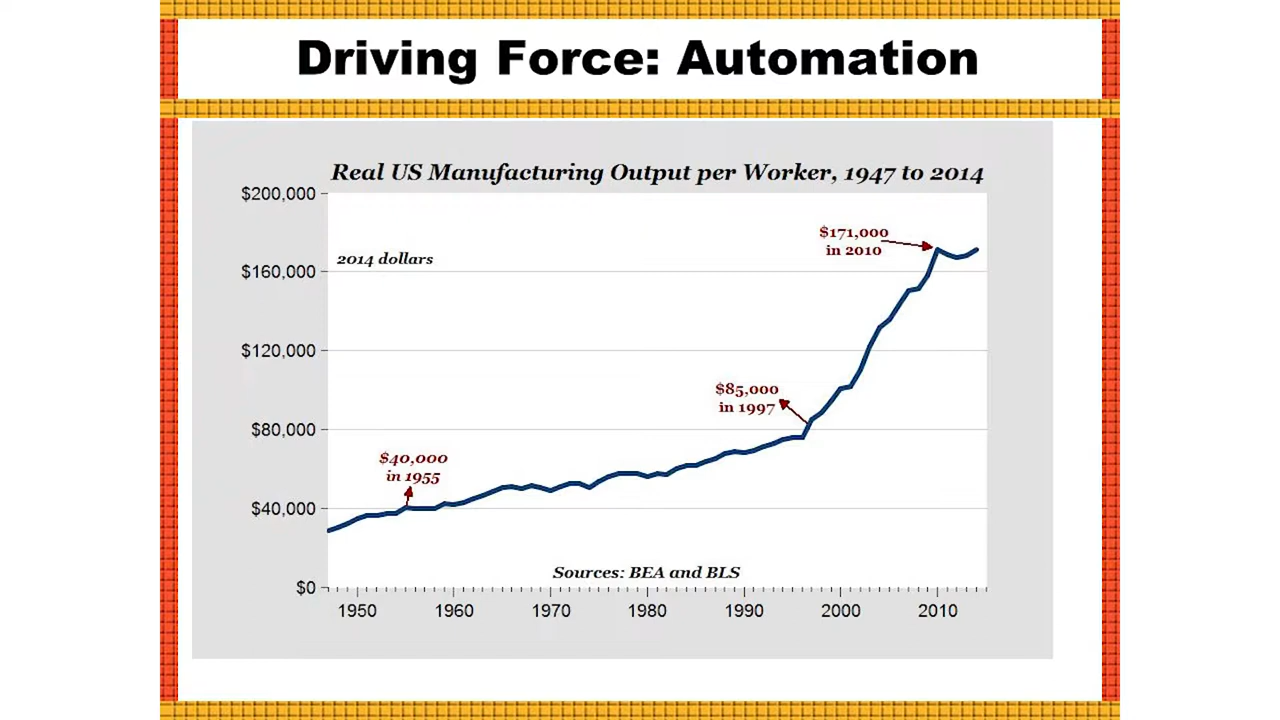 Driving Force: Automation
Real US Manufacturing Output per Worker, 1947 to 2014
$200,000
$171,000
in 2010
2014 dollars
$160,000
$120,000
$85,000
in 1997
$80,000
$40,000
in 1955
$40,000
Sources: BEA and BLS
$0
1950 1960 1970 1980 1990 2000 2010